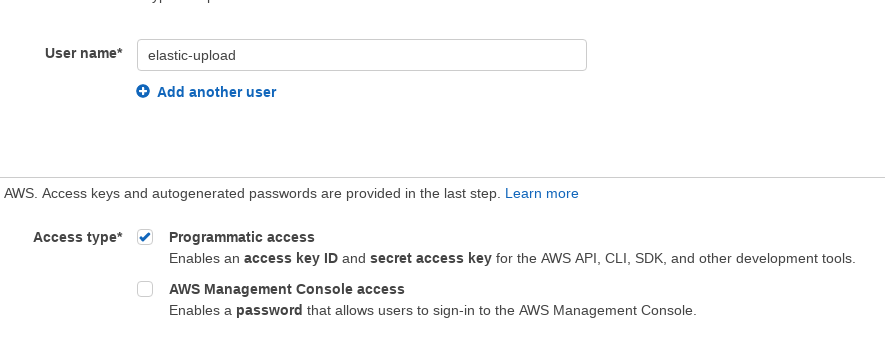 User name*
elastic-upload
Add another user
AWS. Access keys and autogenerated passwords are provided in the last step. Learn more
Access type*
Programmatic access
Enables an access key ID and secret access key for the AWS API, CLI, SDK, and other development tools.
AWS Management Console access
Enables a password that allows users to sign-in to the AWS Management Console.